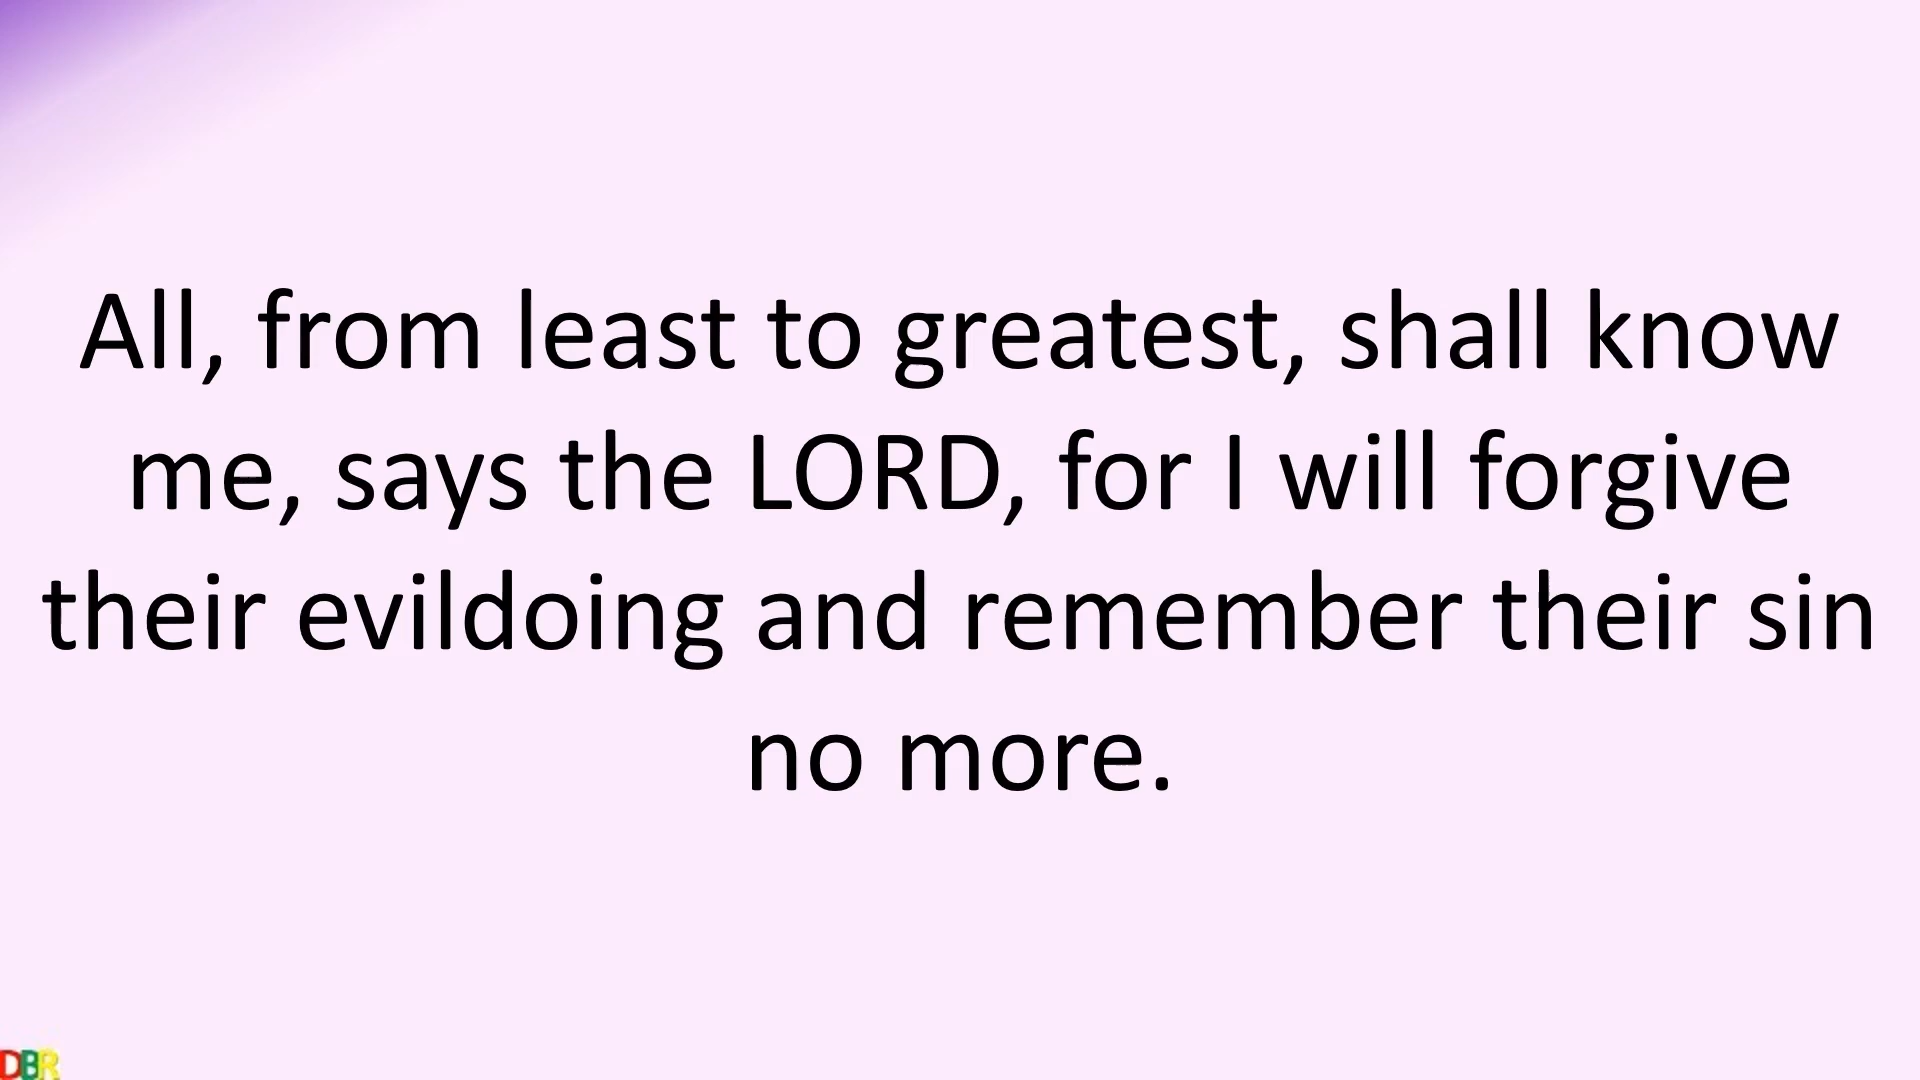 All, from least to greatest, shall know
me, says the LORD, for I will forgive
their evildoing and remember their sin
no more.
DBR